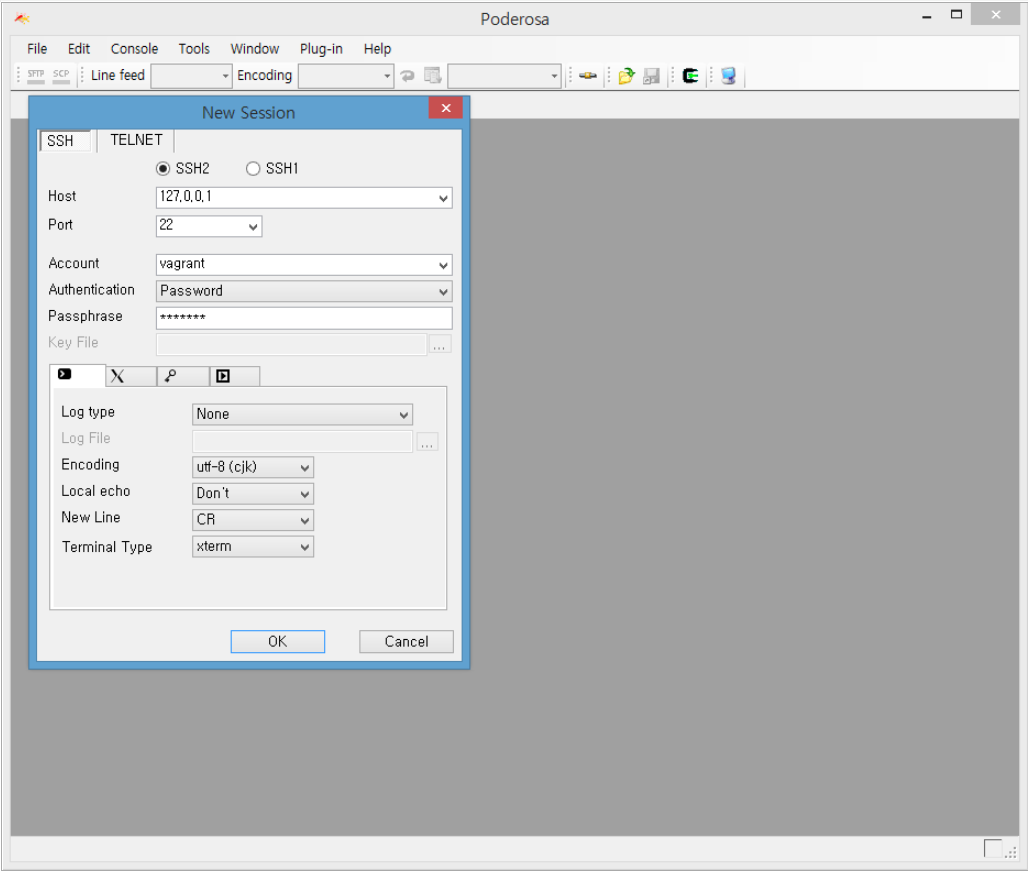 Poderosa
File Edit Console Tools Window Plug-in Help
SFTP SCP Line feed Encoding
New Session
SSH TELNET
SSH2 SSH1
Host 127.0.0.1
Port 22
Account vagrant
Authentication Password
Passphrase *******
Key File ...
Log type None
Log File ...
Encoding utf-8 (cjk)
Local echo Don't
New Line CR
Terminal Type xterm
OK Cancel